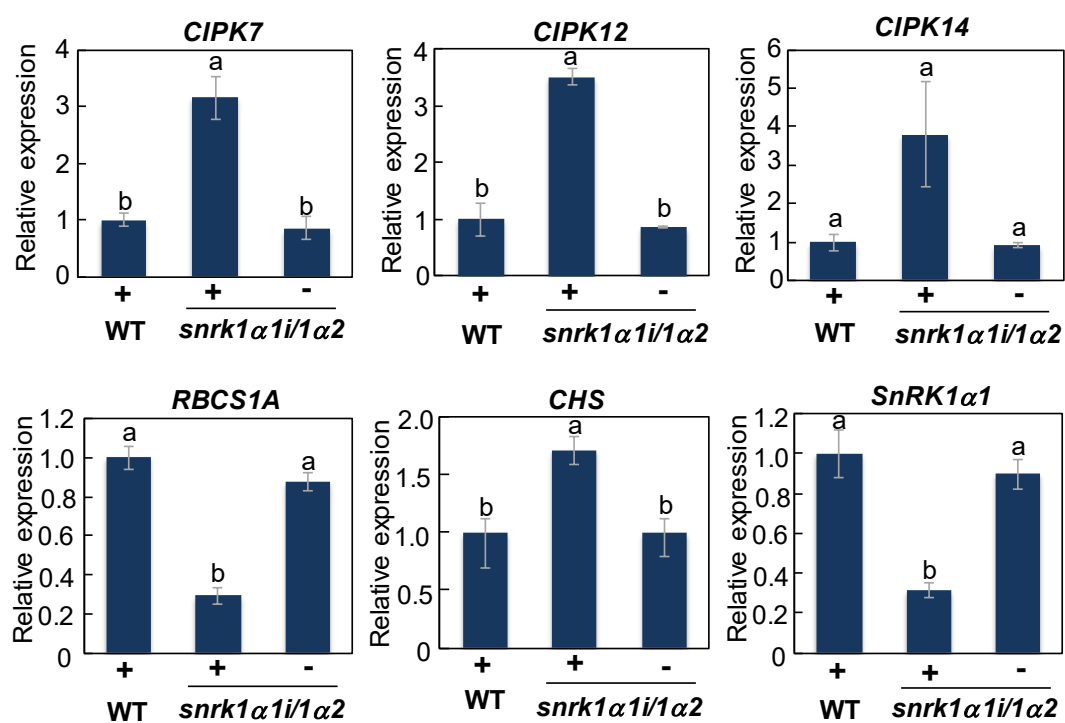 CIPK7
Relative expression
4
3
2
1
0
b
a
b
+
+
-
WT
snrk1α1i/1α2
CIPK12
Relative expression
4
3
2
1
0
b
a
b
+
+
-
WT
snrk1α1i/1α2
CIPK14
Relative expression
6
5
4
3
2
1
0
a
a
a
+
+
-
WT
snrk1α1i/1α2
RBCS1A
Relative expression
1.2
1.0
0.8
0.6
0.4
0.2
0
a
b
a
+
+
-
WT
snrk1α1i/1α2
CHS
Relative expression
2.0
1.5
1.0
0.5
0
b
a
b
+
+
-
WT
snrk1α1i/1α2
SnRK1α1
Relative expression
1.2
1.0
0.8
0.6
0.4
0.2
0
a
b
a
+
+
-
WT
snrk1α1i/1α2